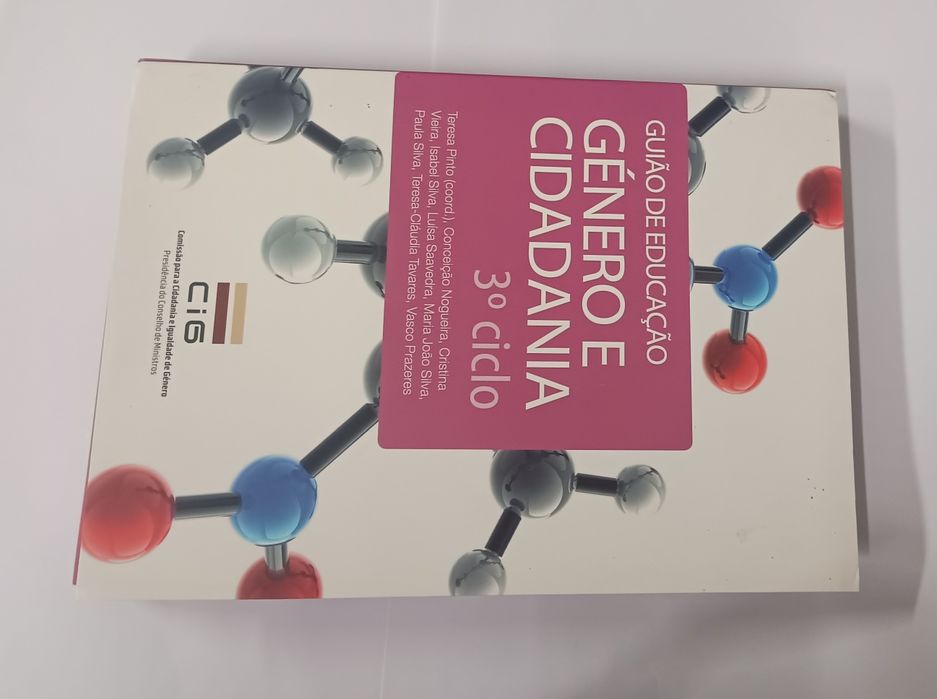 GUIÃO DE EDUCAÇÃO
GÉNERO E
CIDADANIA
3º ciclo
Teresa Pinto (coord.), Conceição Nogueira, Cristina
Vieira, Isabel Silva, Luísa Saavedra, Maria João Silva,
Paula Silva, Teresa-Cláudia Tavares, Vasco Prazeres
CiG
Comissão para a Cidadania e Igualdade de Género
Presidência do Conselho de Ministros